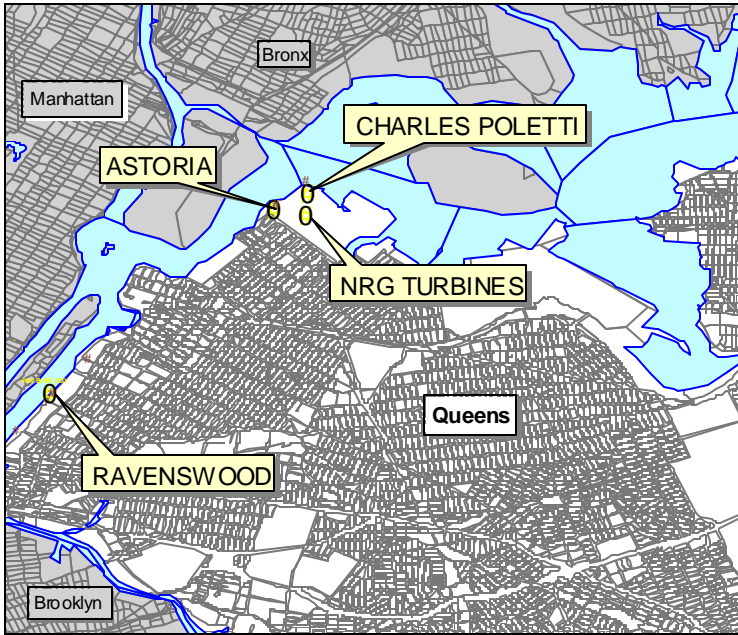 Bronx
Manhattan
CHARLES POLETTI
ASTORIA
NRG TURBINES
Queens
RAVENSWOOD
Brooklyn